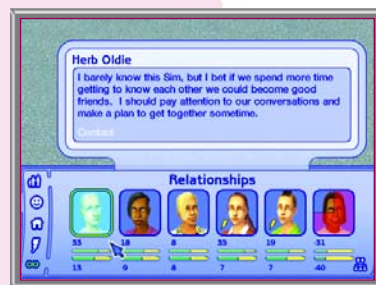 Herb Oldie
I barely know this Sim, but I bet if we spend more time
getting to know each other we could become good
friends. I should pay attention to our conversations and
make a plan to get together sometime.
Contact
Relationships
35 18 8 35 19 -31
13 9 8 7 7 -40